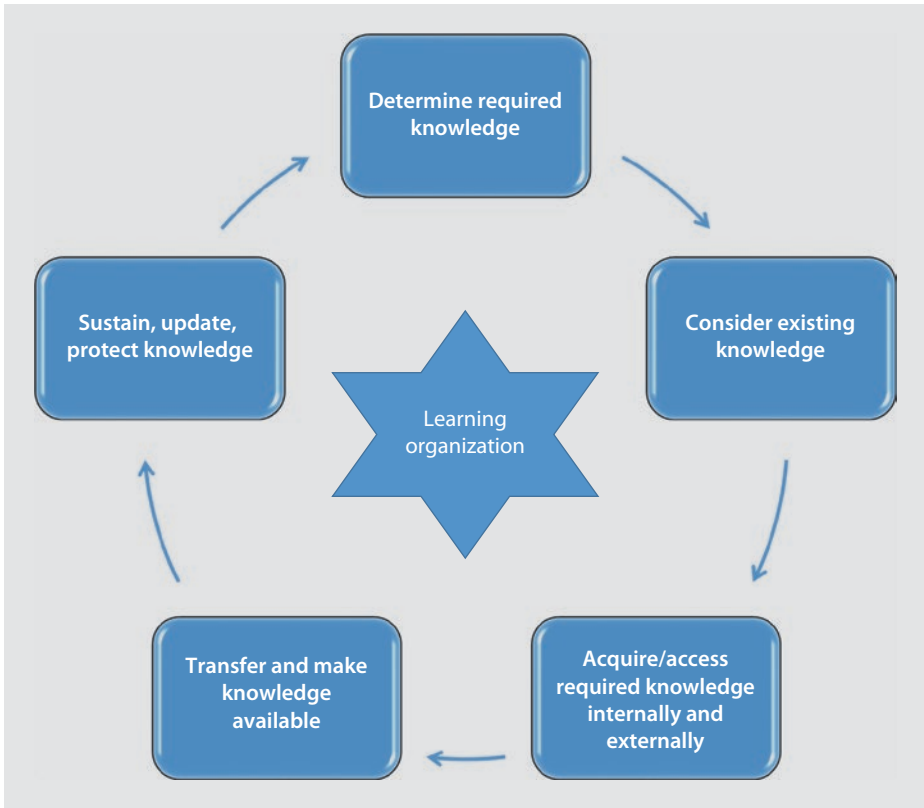 Determine required
knowledge
Consider existing
knowledge
Acquire/access
required knowledge
internally and
externally
Transfer and make
knowledge
available
Sustain, update,
protect knowledge
Learning
organization